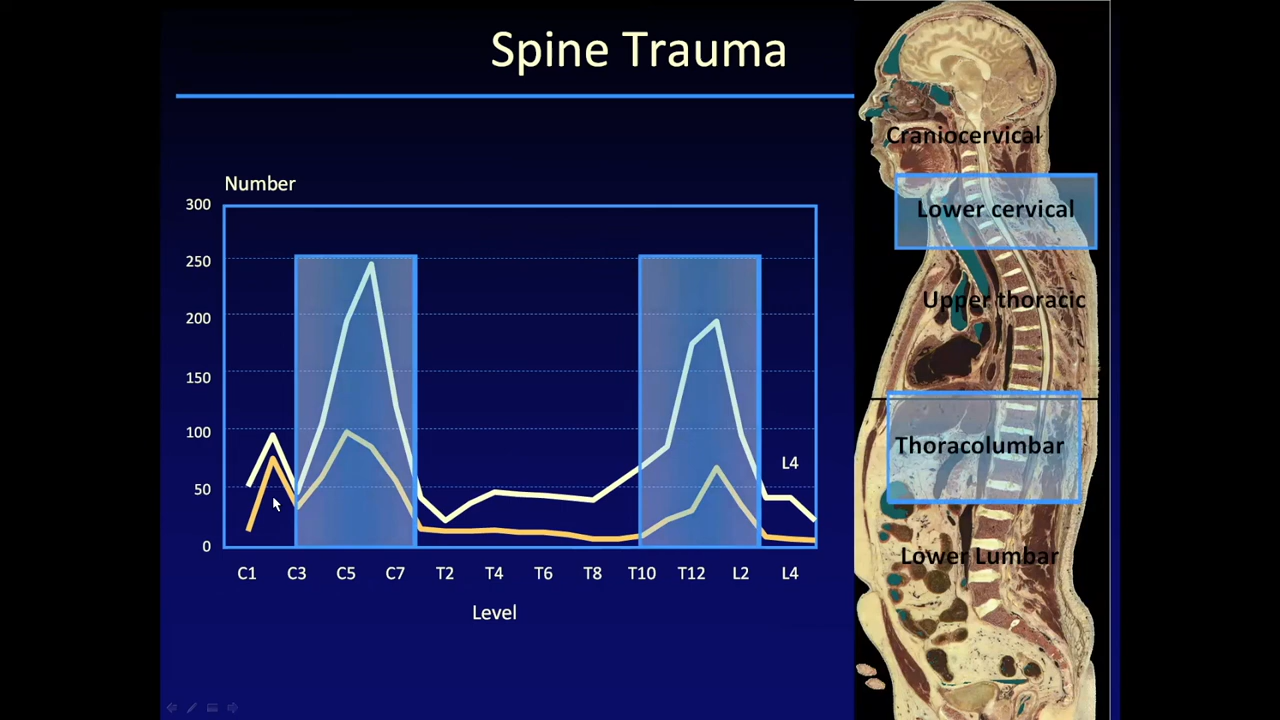 Spine Trauma
Number
300
250
200
150
100
50
0
L4
C1 C3 C5 C7 T2 T4 T6 T8 T10 T12 L2 L4
Level
Craniocervical
Lower cervical
Upper thoracic
Thoracolumbar
Lower Lumbar